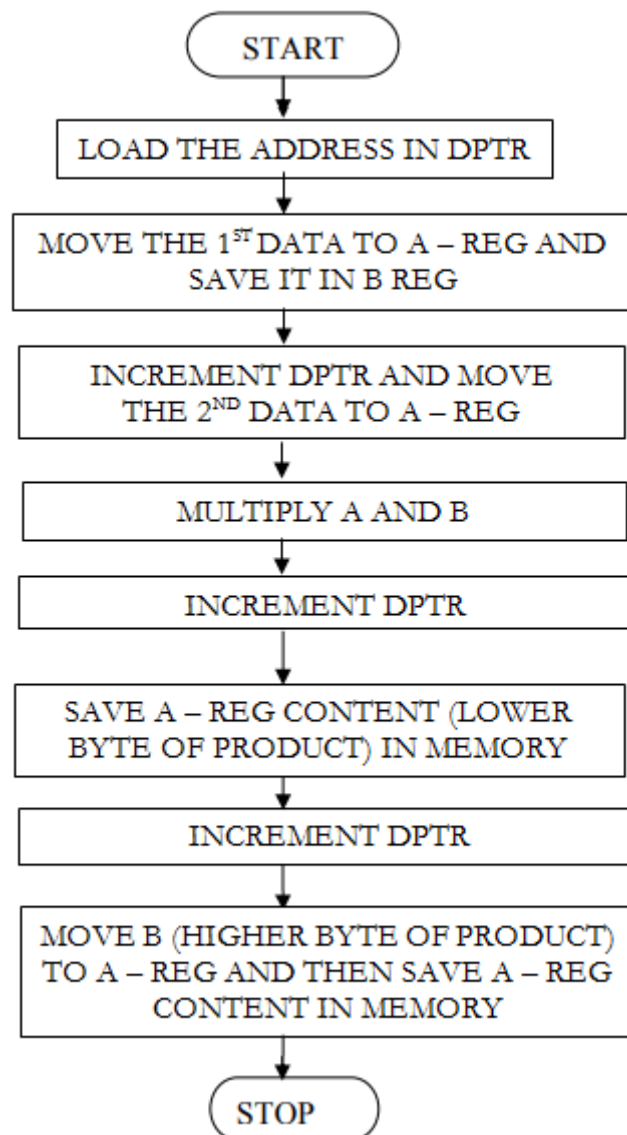 START
LOAD THE ADDRESS IN DPTR
MOVE THE 1ST DATA TO A – REG AND
SAVE IT IN B REG
INCREMENT DPTR AND MOVE
THE 2ND DATA TO A – REG
MULTIPLY A AND B
INCREMENT DPTR
SAVE A – REG CONTENT (LOWER
BYTE OF PRODUCT) IN MEMORY
INCREMENT DPTR
MOVE B (HIGHER BYTE OF PRODUCT)
TO A – REG AND THEN SAVE A – REG
CONTENT IN MEMORY
STOP